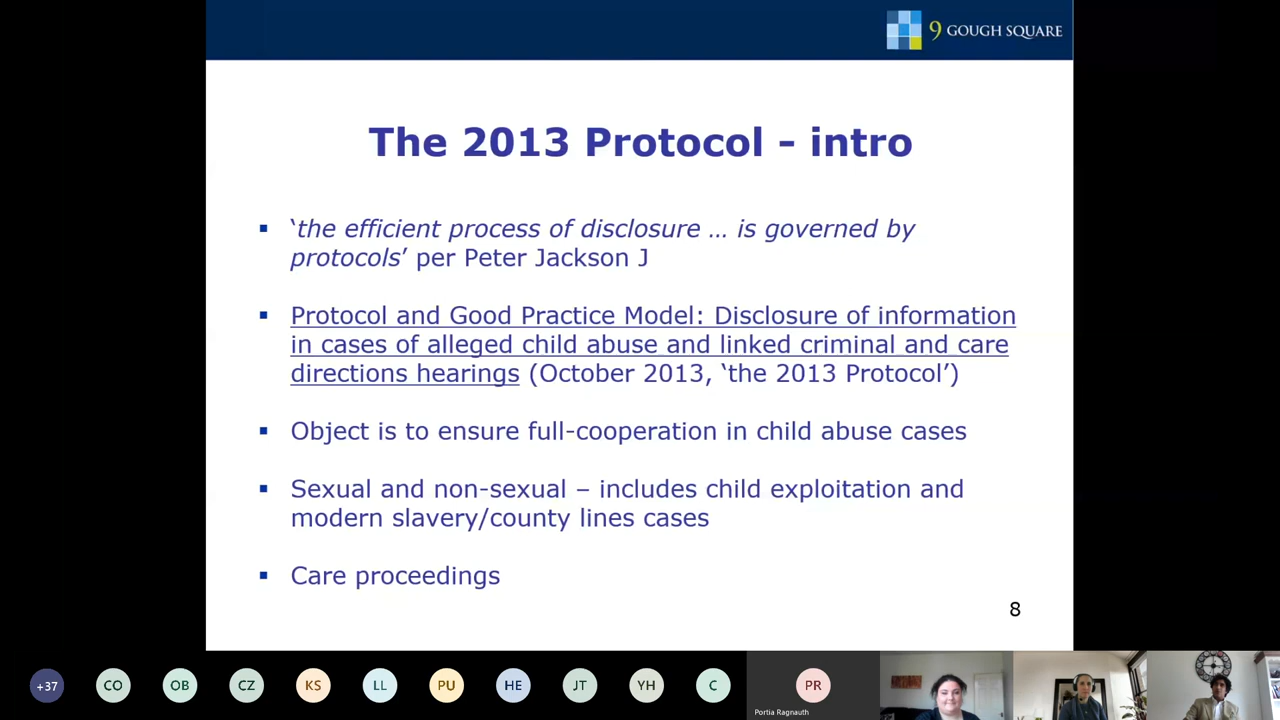 9 GOUGH SQUARE
The 2013 Protocol - intro
▪ ‘the efficient process of disclosure … is governed by
protocols’ per Peter Jackson J
▪ Protocol and Good Practice Model: Disclosure of information
in cases of alleged child abuse and linked criminal and care
directions hearings (October 2013, ‘the 2013 Protocol’)
▪ Object is to ensure full-cooperation in child abuse cases
▪ Sexual and non-sexual – includes child exploitation and
modern slavery/county lines cases
▪ Care proceedings
8
+37 CO OB CZ KS LL PU HE JT YH C PR
Portia Ragnauth